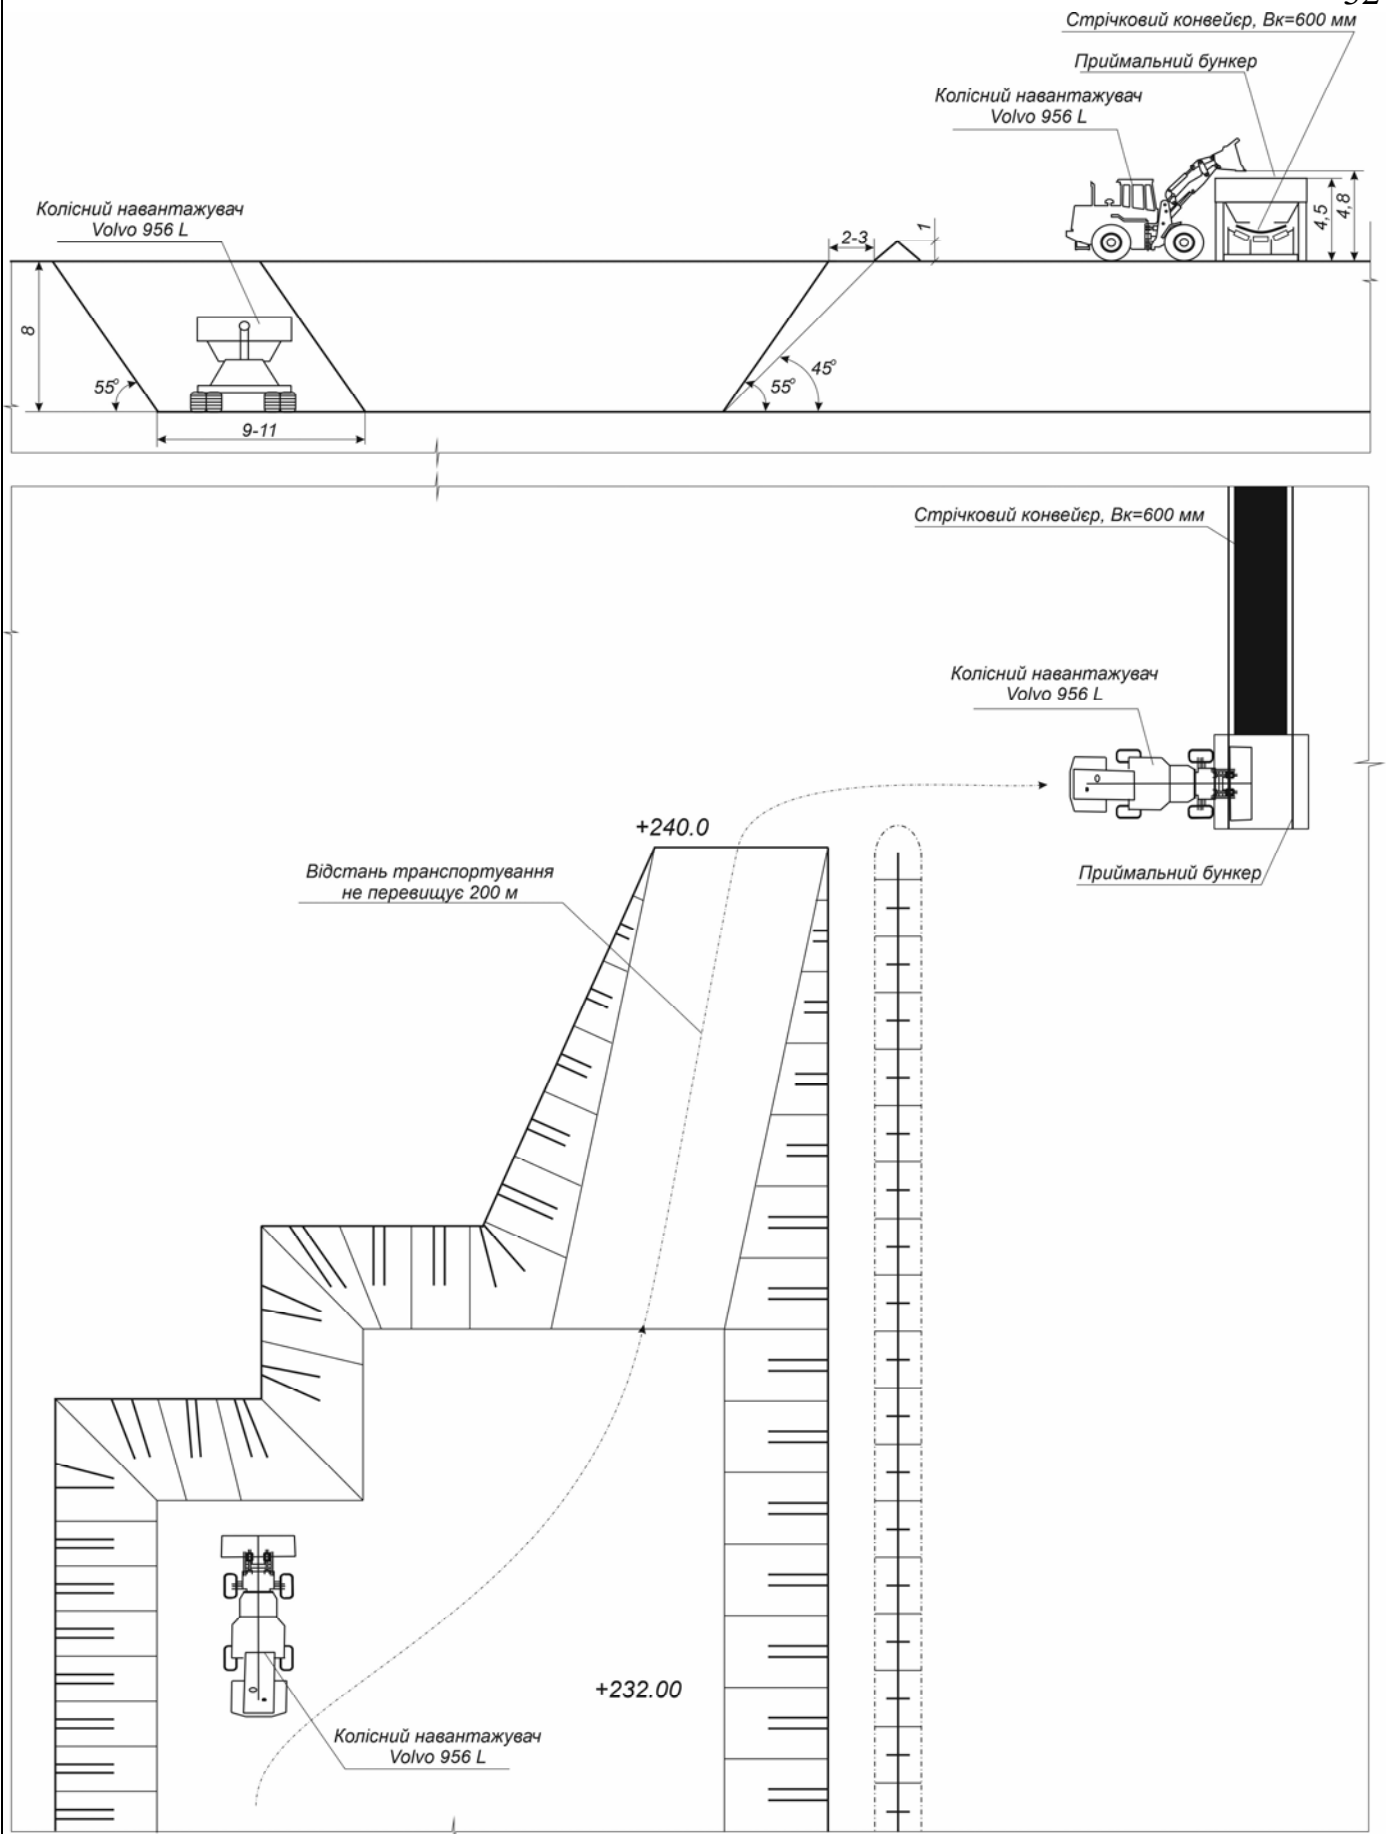 Стрічковий конвейєр, Вк=600 мм
Приймальний бункер
Колісний навантажувач
Volvo 956 L
Колісний навантажувач
Volvo 956 L
2-3
1
4,5
4,8
8
55°
55°
45°
9-11
Стрічковий конвейєр, Вк=600 мм
Колісний навантажувач
Volvo 956 L
+240.0
Відстань транспортування
не перевищує 200 м
Приймальний бункер
+232.00
Колісний навантажувач
Volvo 956 L